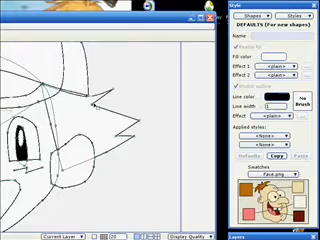 Style
Shapes Styles
DEFAULTS (For new shapes)
Name
Enable fill
Fill color
Effect 1 <plain>
Effect 2 <plain>
Enable outline
Line color
No
Brush
Line width 1
Effect <plain>
Applied styles:
<None>
<None>
Defaults Copy Paste
Swatches
Face.png
Current Layer 20 Display Quality
Layers